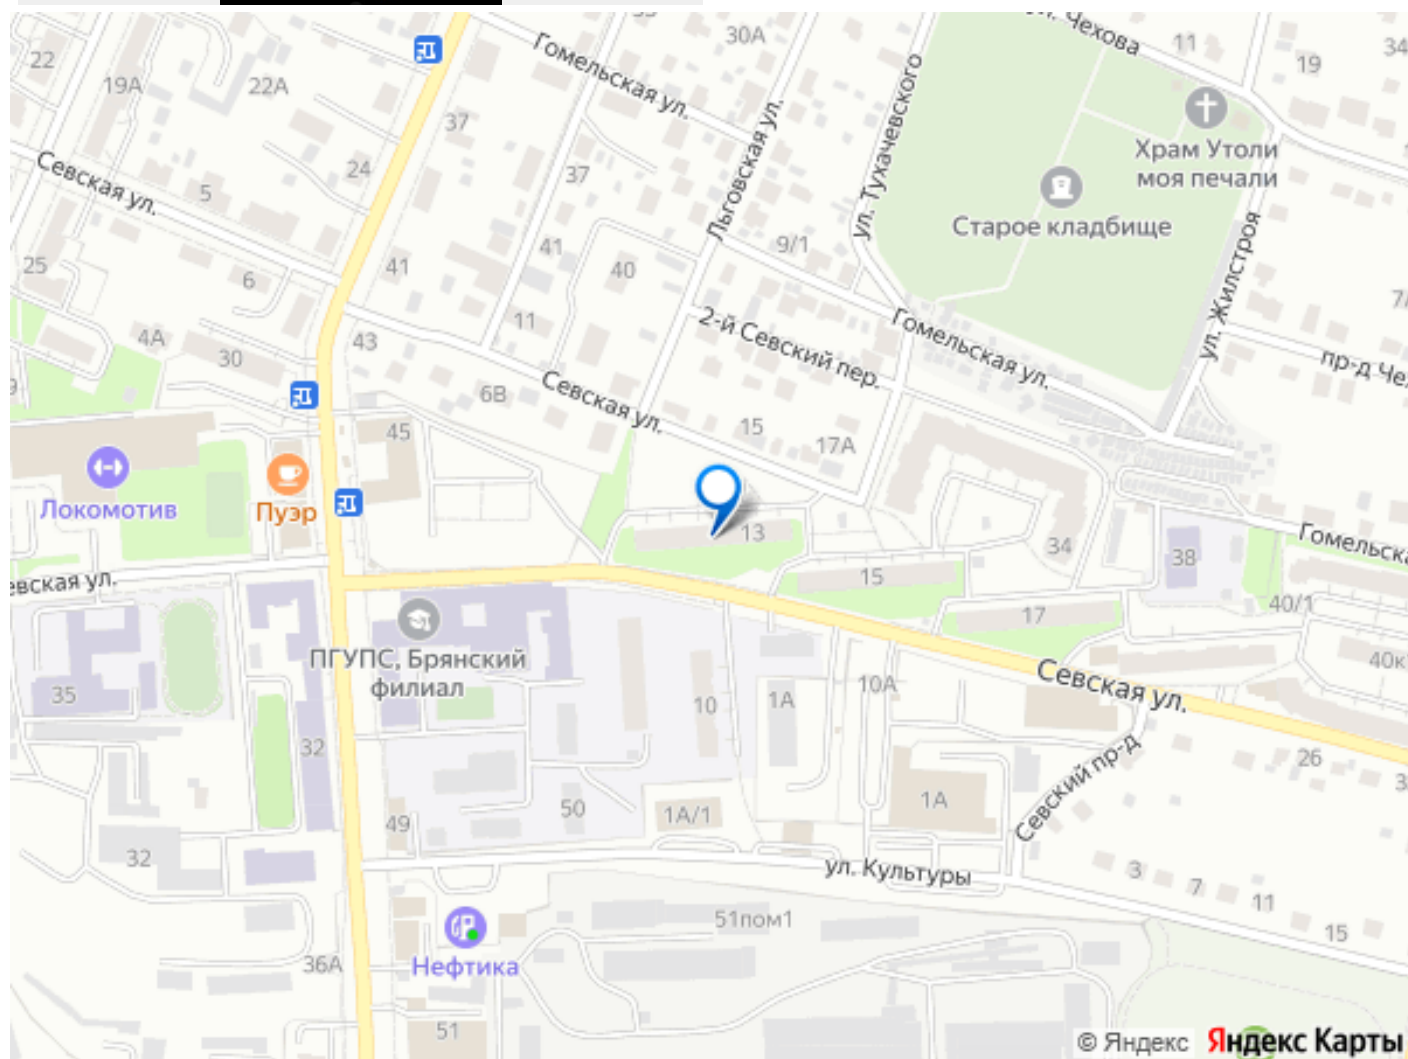 ул. Чехова
Гомельская ул.
30А
11
34
22
19
19А
22А
37
Льговская ул.
ул. Тухачевского
Храм Утоли
моя печали
Севская ул.
5
24
37
Старое кладбище
25
6
41
41
40
9/1
ул. Жилстроя
11
2-й Севский пер.
Гомельская ул.
4А
30
43
6В
Севская ул.
пр-д Че
45
15
17А
Локомотив
Пуэр
13
34
38
Гомельска
евская ул.
15
17
40/1
ПГУПС, Брянский
филиал
35
10
1А
10А
Севская ул.
40к
32
26
Севский пр-д
50
1А/1
1А
49
32
ул. Культуры
3
7
11
15
51пом1
36А
Нефтика
51
© Яндекс
Яндекс Карты